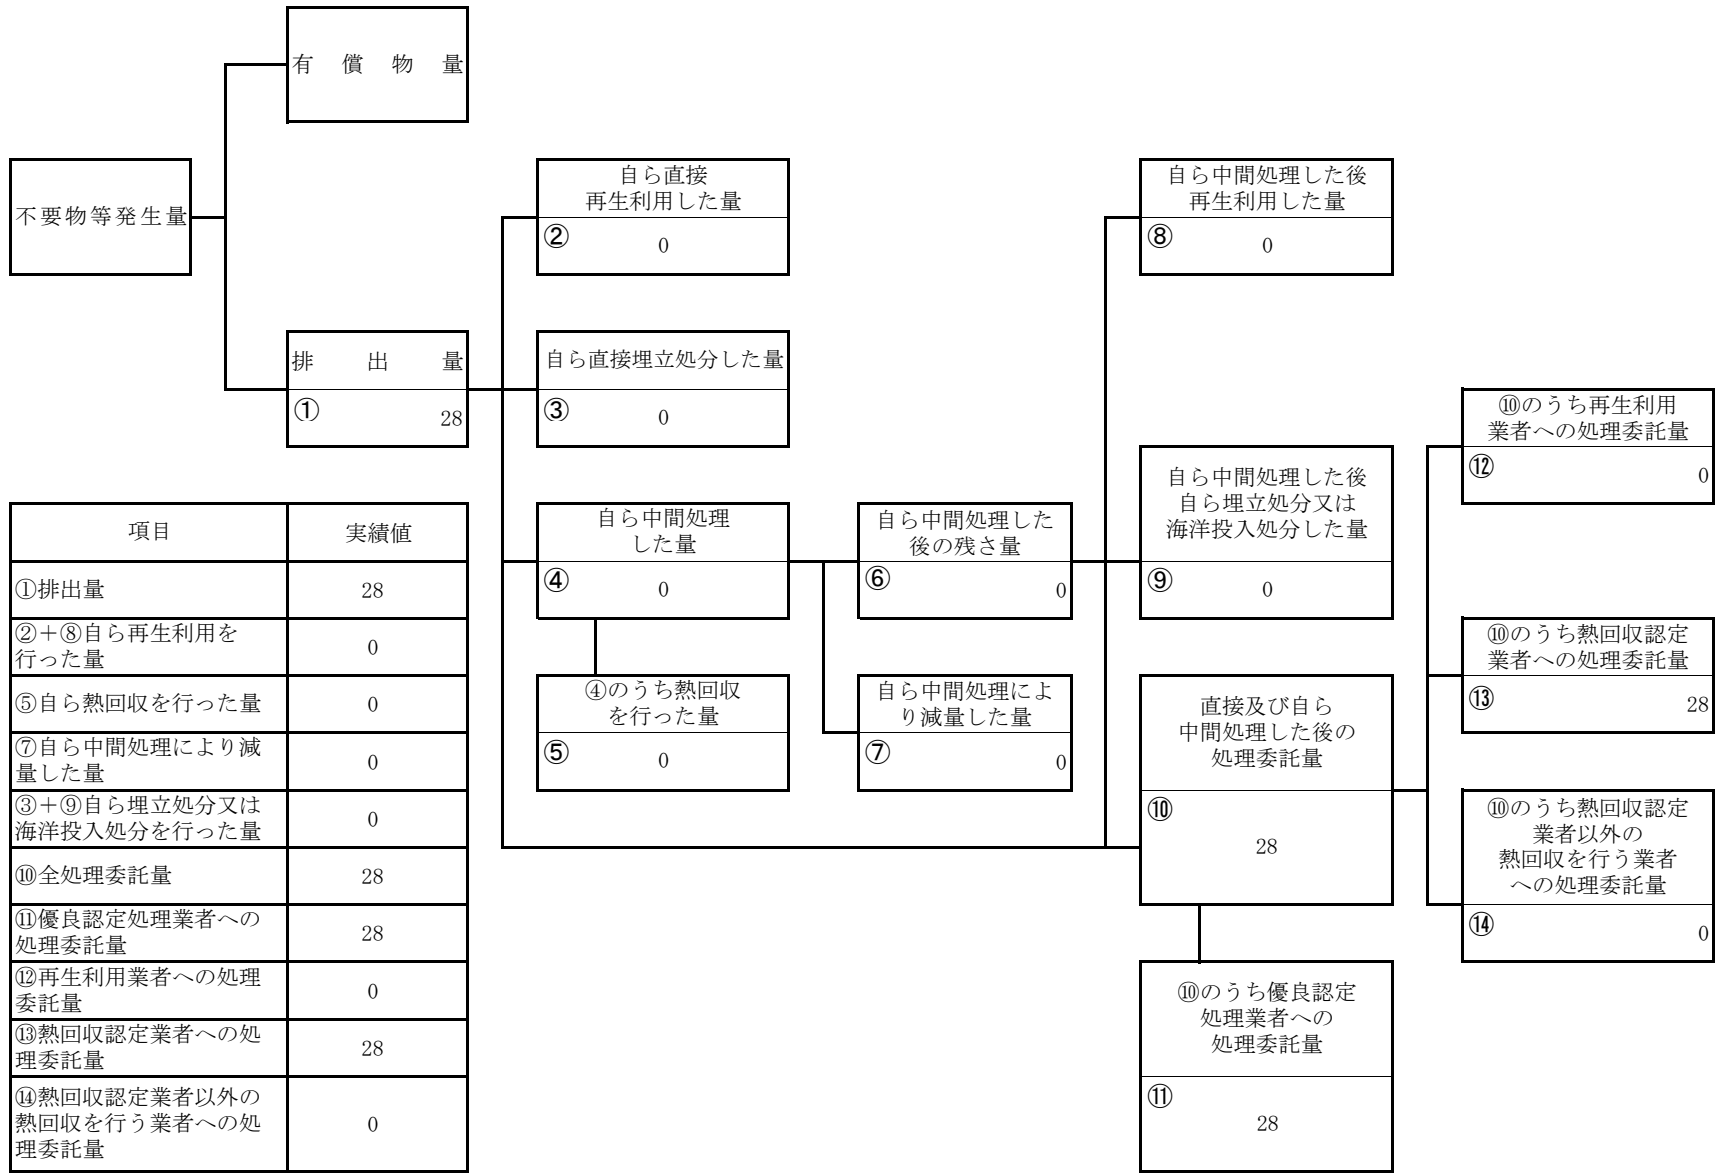 有償物量
不要物等発生量
排出量
①
28
自ら直接
再生利用した量
②
0
自ら直接埋立処分した量
③
0
自ら中間処理
した量
④
0
④のうち熱回収
を行った量
⑤
0
自ら中間処理した
後の残さ量
⑥
0
自ら中間処理によ
り減量した量
⑦
0
自ら中間処理した後
再生利用した量
⑧
0
自ら中間処理した後
自ら埋立処分又は
海洋投入処分した量
⑨
0
直接及び自ら
中間処理した後の
処理委託量
⑩
28
⑩のうち優良認定
処理業者への
処理委託量
⑪
28
⑩のうち再生利用
業者への処理委託量
⑫
0
⑩のうち熱回収認定
業者への処理委託量
⑬
28
⑩のうち熱回収認定
業者以外の
熱回収を行う業者
への処理委託量
⑭
0
項目 実績値
①排出量 28
②＋⑧自ら再生利用を
行った量 0
⑤自ら熱回収を行った量 0
⑦自ら中間処理により減
量した量 0
③＋⑨自ら埋立処分又は
海洋投入処分を行った量 0
⑩全処理委託量 28
⑪優良認定処理業者への
処理委託量 28
⑫再生利用業者への処理
委託量 0
⑬熱回収認定業者への処
理委託量 28
⑭熱回収認定業者以外の
熱回収を行う業者への処
理委託量 0